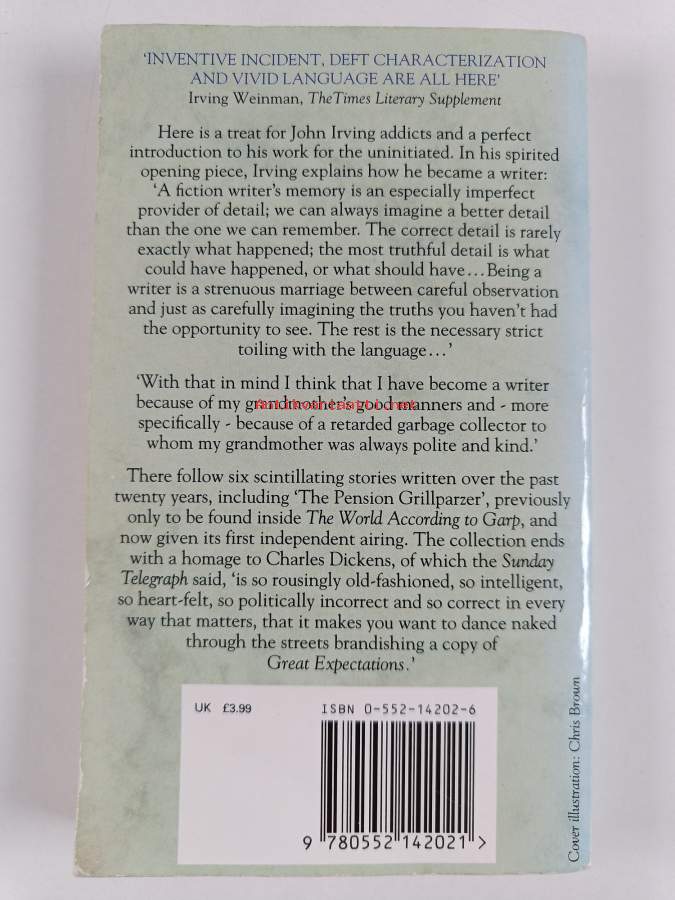 ‘INVENTIVE INCIDENT, DEFT CHARACTERIZATION
AND VIVID LANGUAGE ARE ALL HERE’
Irving Weinman, The Times Literary Supplement
Here is a treat for John Irving addicts and a perfect
introduction to his work for the uninitiated. In his spirited
opening piece, Irving explains how he became a writer:
‘A fiction writer’s memory is an especially imperfect
provider of detail; we can always imagine a better detail
than the one we can remember. The correct detail is rarely
exactly what happened; the most truthful detail is what
could have happened, or what should have...Being a
writer is a strenuous marriage between careful observation
and just as carefully imagining the truths you haven’t had
the opportunity to see. The rest is the necessary strict
toiling with the language...’
‘With that in mind I think that I have become a writer
because of my grandmother’s good manners and - more
specifically - because of a retarded garbage collector to
whom my grandmother was always polite and kind.’
There follow six scintillating stories written over the past
twenty years, including ‘The Pension Grillparzer’, previously
only to be found inside The World According to Garp, and
now given its first independent airing. The collection ends
with a homage to Charles Dickens, of which the Sunday
Telegraph said, ‘is so rousingly old-fashioned, so intelligent,
so heart-felt, so politically incorrect and so correct in every
way that matters, that it makes you want to dance naked
through the streets brandishing a copy of
Great Expectations.’
UK £3.99
ISBN 0-552-14202-6
9 780552 142021 >
Cover illustration: Chris Brown